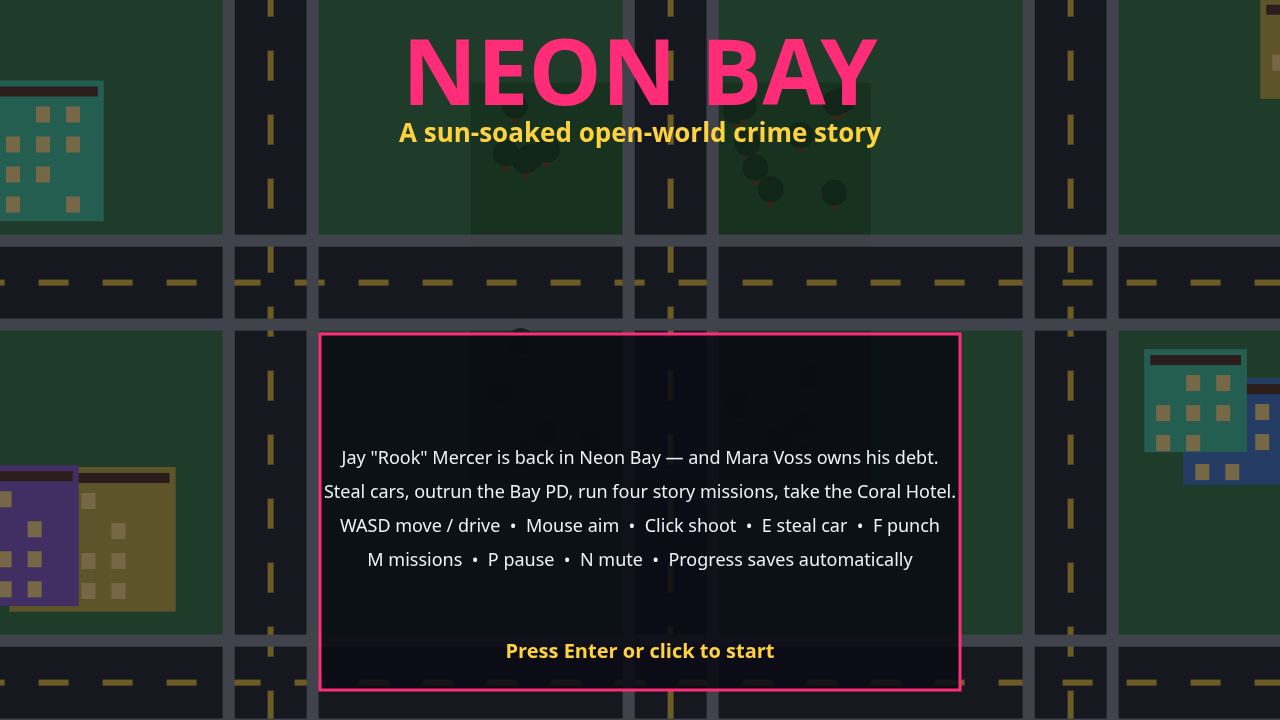 NEON BAY
A sun-soaked open-world crime story
Jay "Rook" Mercer is back in Neon Bay — and Mara Voss owns his debt.
Steal cars, outrun the Bay PD, run four story missions, take the Coral Hotel.
WASD move / drive • Mouse aim • Click shoot • E steal car • F punch
M missions • P pause • N mute • Progress saves automatically
Press Enter or click to start